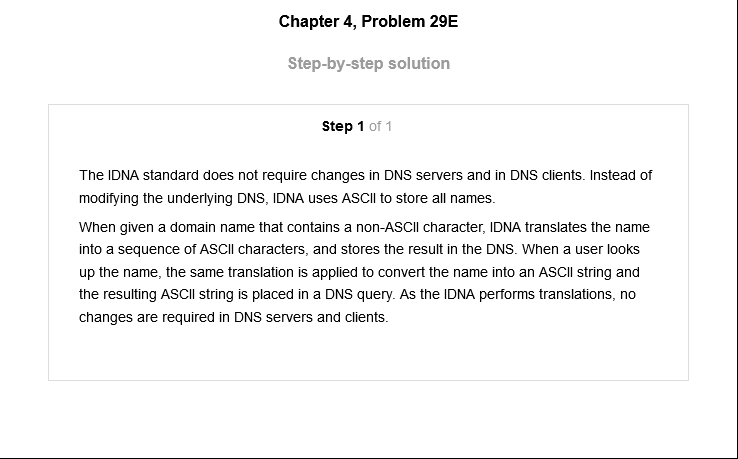 Chapter 4, Problem 29E
Step-by-step solution
Step 1 of 1
The IDNA standard does not require changes in DNS servers and in DNS clients. Instead of
modifying the underlying DNS, IDNA uses ASCII to store all names.
When given a domain name that contains a non-ASCII character, IDNA translates the name
into a sequence of ASCII characters, and stores the result in the DNS. When a user looks
up the name, the same translation is applied to convert the name into an ASCII string and
the resulting ASCII string is placed in a DNS query. As the IDNA performs translations, no
changes are required in DNS servers and clients.